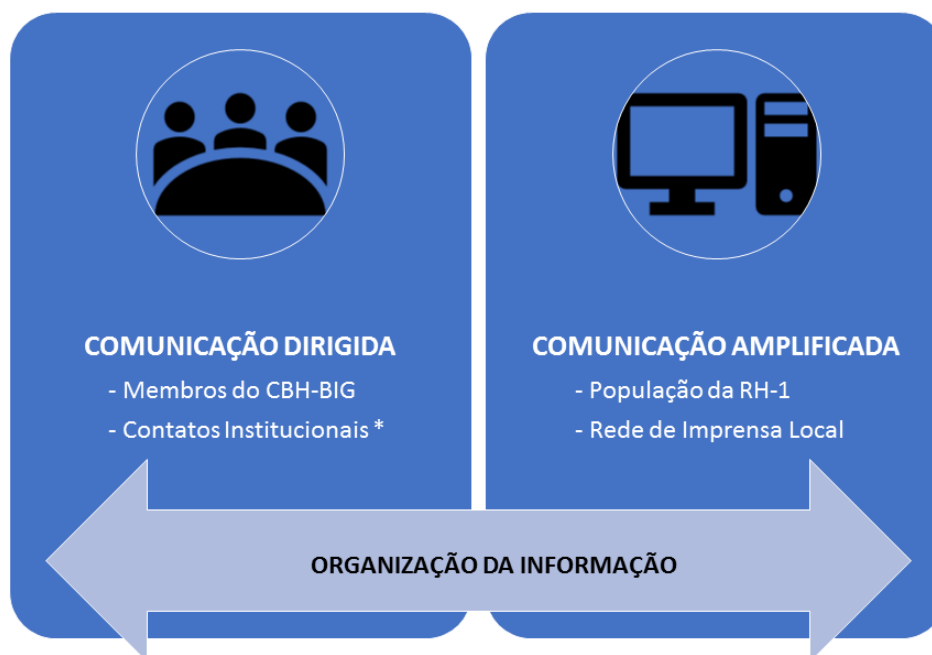 COMUNICAÇÃO DIRIGIDA
- Membros do CBH-BIG
- Contatos Institucionais *
COMUNICAÇÃO AMPLIFICADA
- População da RH-1
- Rede de Imprensa Local
ORGANIZAÇÃO DA INFORMAÇÃO